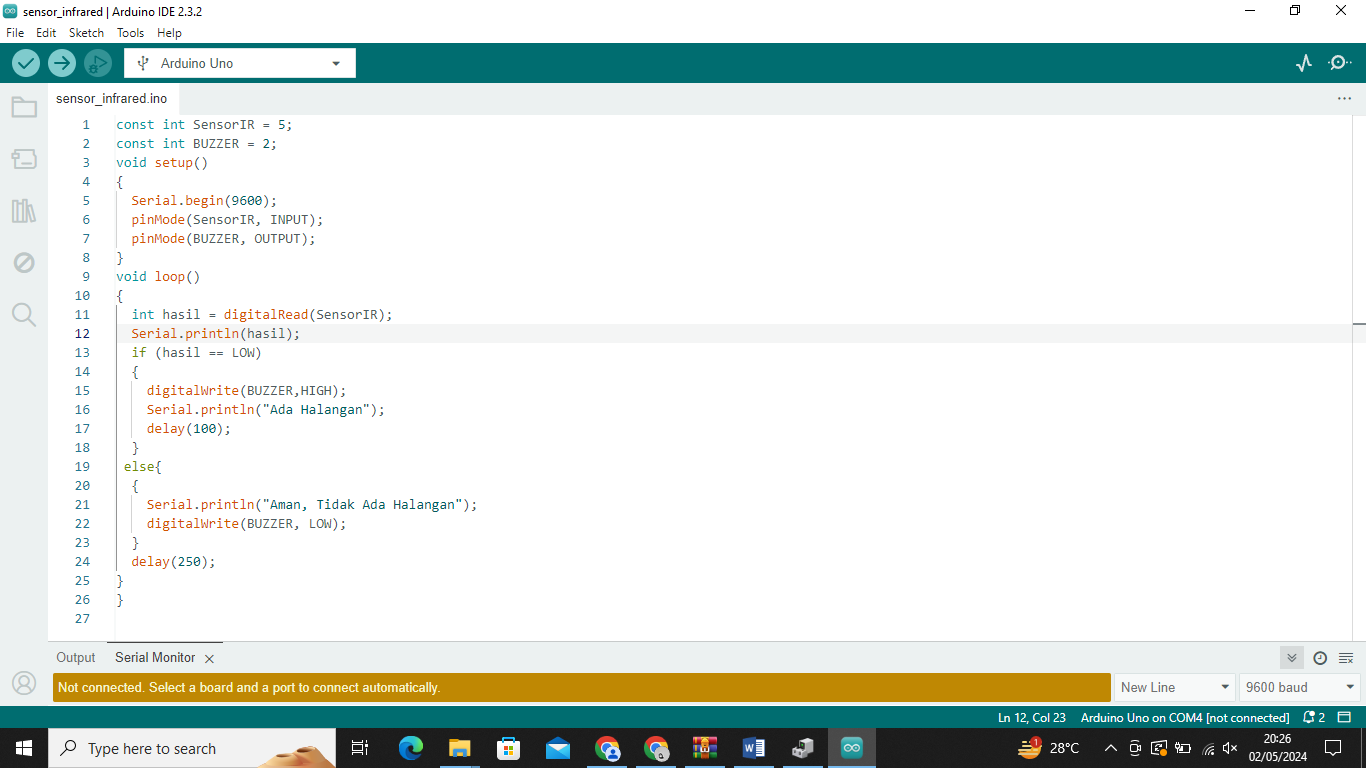 sensor_infrared | Arduino IDE 2.3.2
File Edit Sketch Tools Help
Arduino Uno
sensor_infrared.ino
1 const int SensorIR = 5;
2 const int BUZZER = 2;
3 void setup()
4 {
5 Serial.begin(9600);
6 pinMode(SensorIR, INPUT);
7 pinMode(BUZZER, OUTPUT);
8 }
9 void loop()
10 {
11 int hasil = digitalRead(SensorIR);
12 Serial.println(hasil);
13 if (hasil == LOW)
14 {
15 digitalWrite(BUZZER,HIGH);
16 Serial.println("Ada Halangan");
17 delay(100);
18 }
19 else{
20 {
21 Serial.println("Aman, Tidak Ada Halangan");
22 digitalWrite(BUZZER, LOW);
23 }
24 delay(250);
25 }
26 }
27
Output Serial Monitor
Not connected. Select a board and a port to connect automatically.
New Line
9600 baud
Ln 12, Col 23 Arduino Uno on COM4 [not connected] 2
Type here to search
1
28°C
20:26
02/05/2024